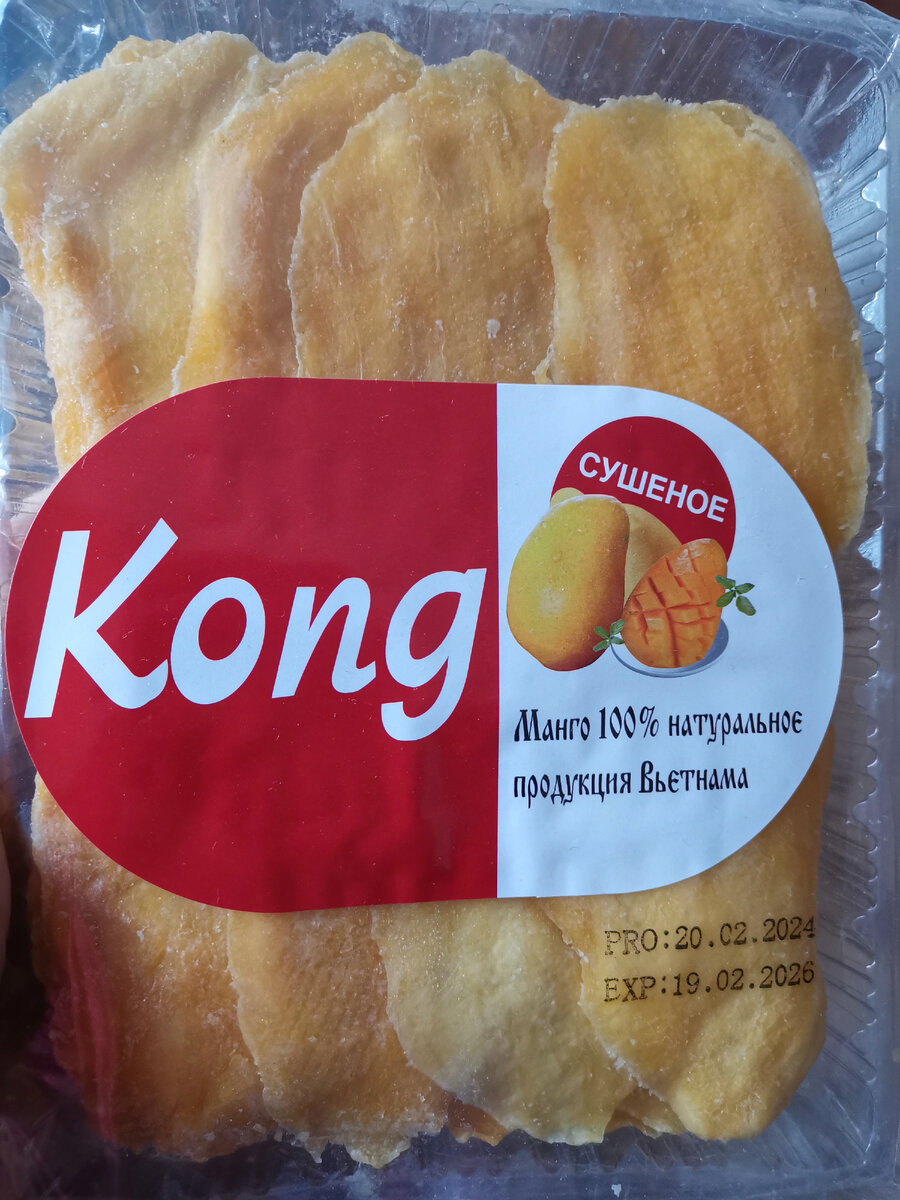 СУШЕНОЕ
Kong
Манго 100% натуральное
продукция Вьетнама
PRO:20.02.2024
EXP:19.02.2026